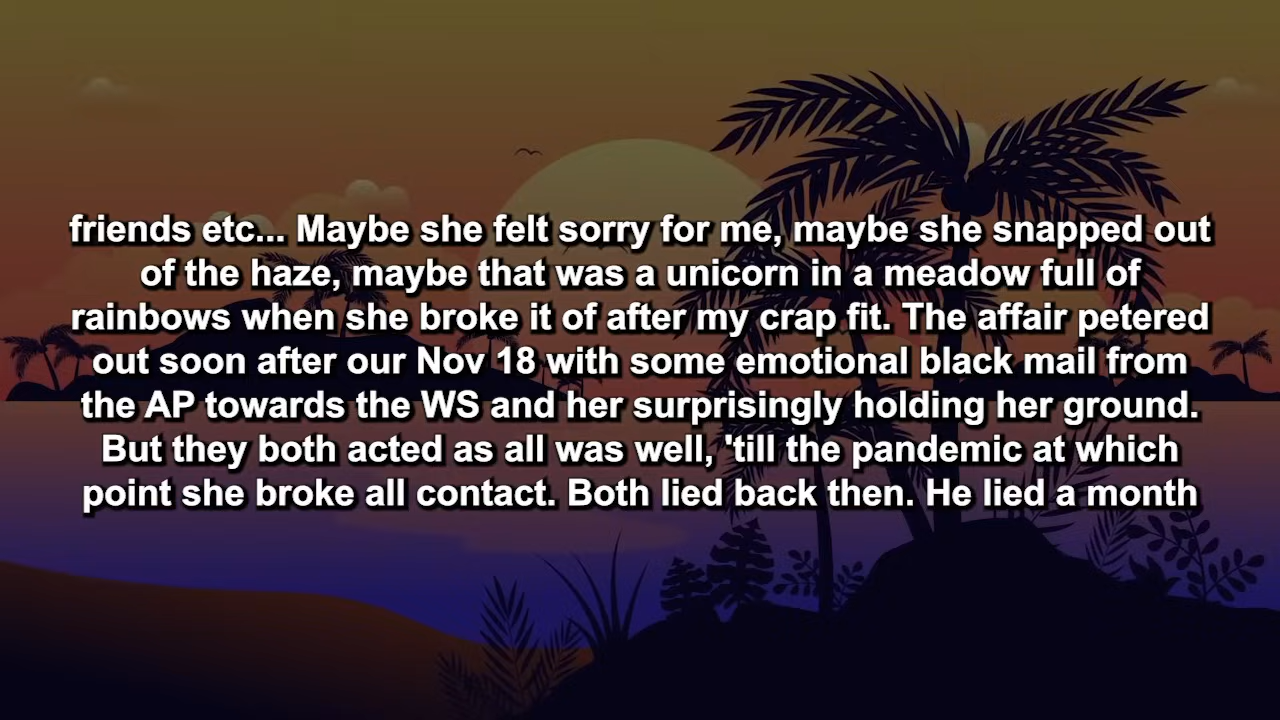 friends etc... Maybe she felt sorry for me, maybe she snapped out
of the haze, maybe that was a unicorn in a meadow full of
rainbows when she broke it of after my crap fit. The affair petered
out soon after our Nov 18 with some emotional black mail from
the AP towards the WS and her surprisingly holding her ground.
But they both acted as all was well, 'till the pandemic at which
point she broke all contact. Both lied back then. He lied a month